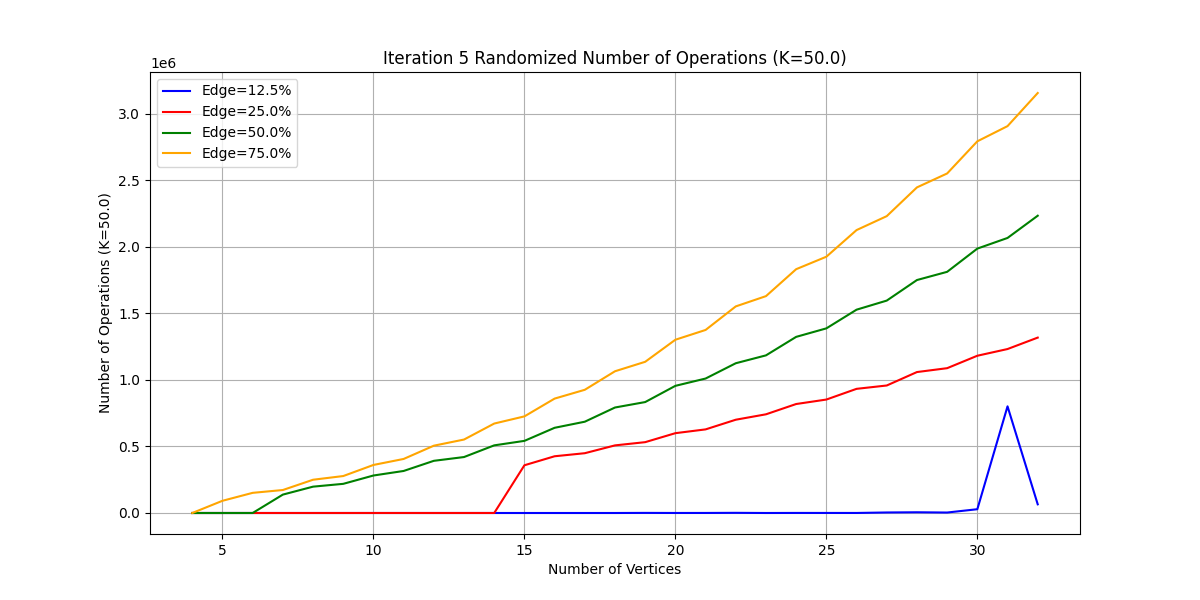 Iteration 5 Randomized Number of Operations (K=50.0)
1e6
Edge=12.5%
Edge=25.0%
Edge=50.0%
Edge=75.0%
Number of Operations (K=50.0)
3.0
2.5
2.0
1.5
1.0
0.5
0.0
5 10 15 20 25 30
Number of Vertices